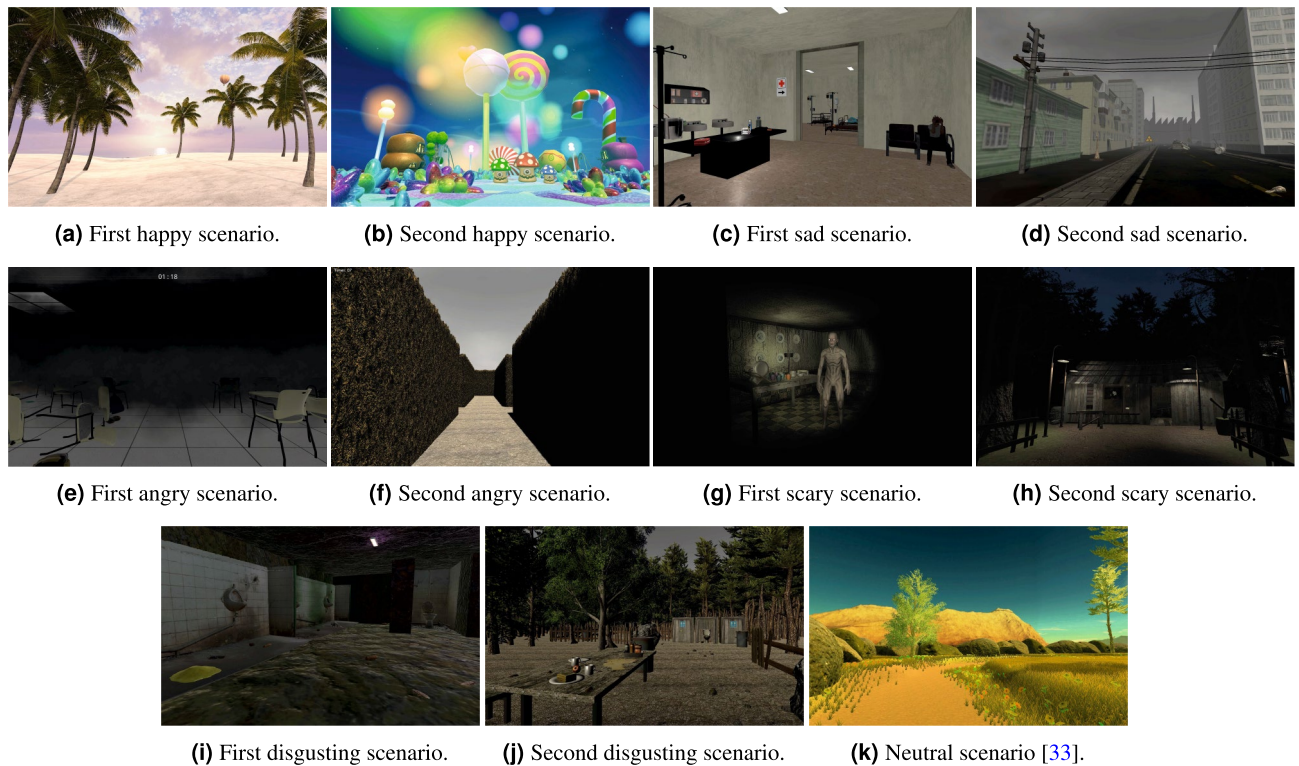 (a) First happy scenario.
(b) Second happy scenario.
(c) First sad scenario.
(d) Second sad scenario.
01 : 18
(e) First angry scenario.
(f) Second angry scenario.
(g) First scary scenario.
(h) Second scary scenario.
(i) First disgusting scenario.
(j) Second disgusting scenario.
(k) Neutral scenario [33].